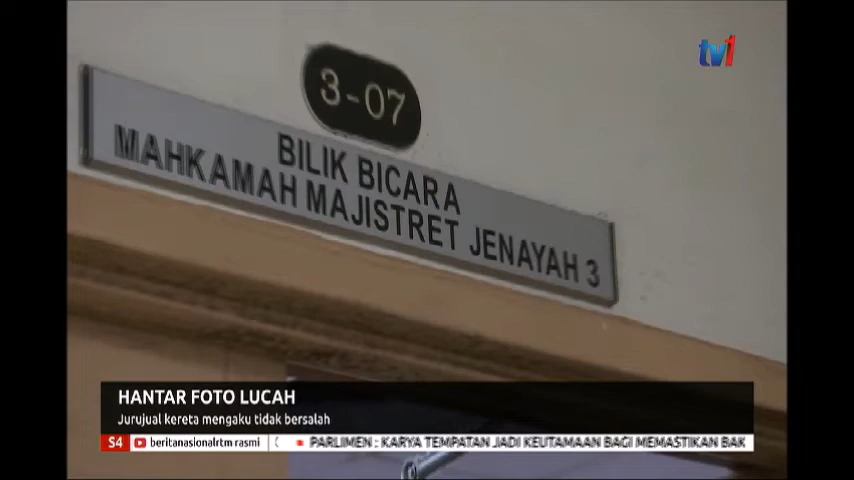 tv1
3-07
BILIK BICARA
MAHKAMAH MAJISTRET JENAYAH 3
HANTAR FOTO LUCAH
Jurujual kereta mengaku tidak bersalah
S4 beritanasionalrtm rasmi PARLIMEN : KARYA TEMPATAN JADI KEUTAMAAN BAGI MEMASTIKAN BAK